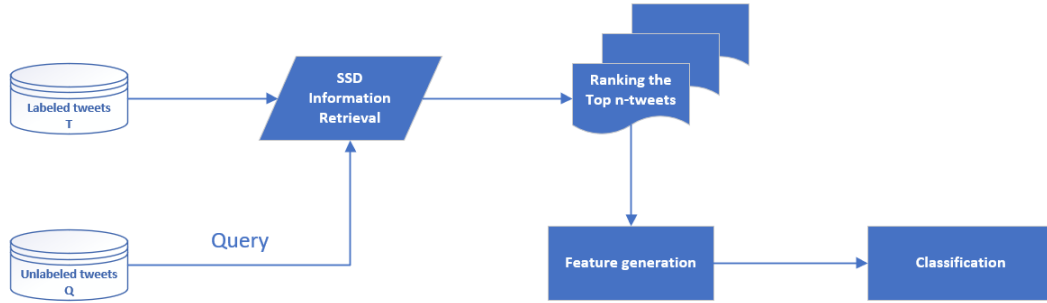 Labeled tweets
T
SSD
Information
Retrieval
Ranking the
Top n-tweets
Query
Unlabeled tweets
Q
Feature generation
Classification